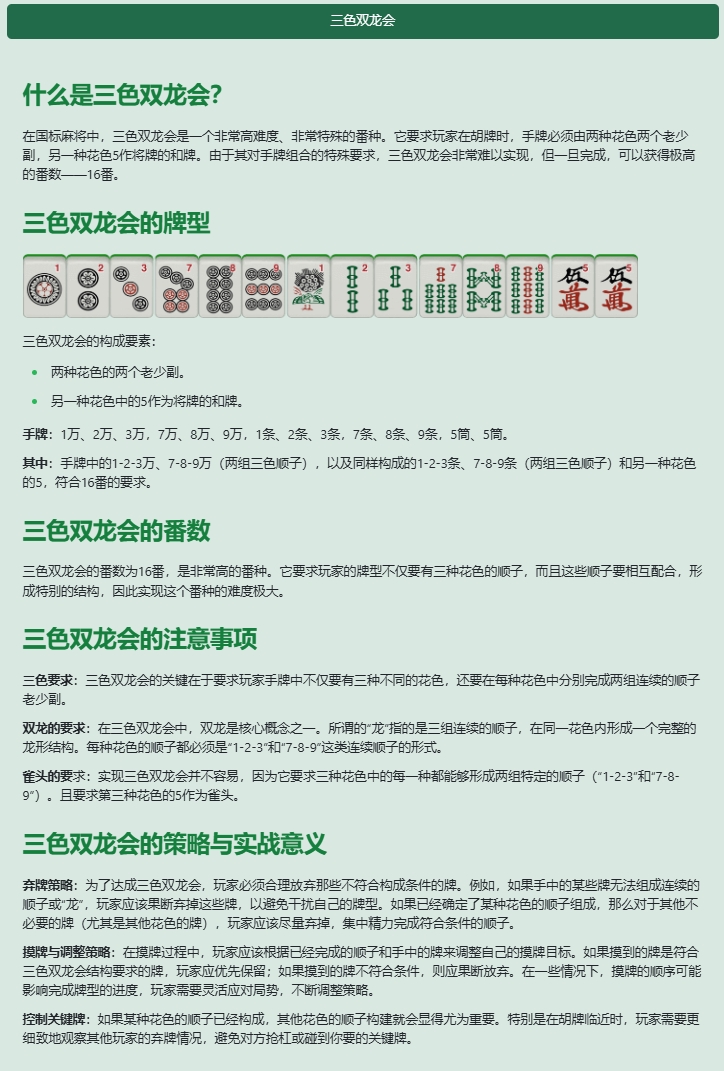 三色双龙会
什么是三色双龙会？
在国标麻将中，三色双龙会是一个非常高难度、非常特殊的番种。它要求玩家在胡牌时，手牌必须由两种花色两个老少
副，另一种花色5作将牌的和牌。由于其对手牌组合的特殊要求，三色双龙会非常难以实现，但一旦完成，可以获得极高
的番数——16番。
三色双龙会的牌型
1 2 3 7 8 9 1 2 3 7 8 9 5 5
伍萬 伍萬
三色双龙会的构成要素：
两种花色的两个老少副。
另一种花色中的5作为将牌的和牌。
手牌：1万、2万、3万，7万、8万、9万，1条、2条、3条，7条、8条、9条，5筒、5筒。
其中：手牌中的1-2-3万、7-8-9万（两组三色顺子），以及同样构成的1-2-3条、7-8-9条（两组三色顺子）和另一种花色
的5，符合16番的要求。
三色双龙会的番数
三色双龙会的番数为16番，是非常高的番种。它要求玩家的牌型不仅要有三种花色的顺子，而且这些顺子要相互配合，形
成特别的结构，因此实现这个番种的难度极大。
三色双龙会的注意事项
三色要求：三色双龙会的关键在于要求玩家手牌中不仅要有三种不同的花色，还要在每种花色中分别完成两组连续的顺子
老少副。
双龙的要求：在三色双龙会中，双龙是核心概念之一。所谓的“龙”指的是三组连续的顺子，在同一花色内形成一个完整的
龙形结构。每种花色的顺子都必须是“1-2-3”和“7-8-9”这类连续顺子的形式。
雀头的要求：实现三色双龙会并不容易，因为它要求三种花色中的每一种都能够形成两组特定的顺子（“1-2-3”和“7-8-
9”）。且要求第三种花色的5作为雀头。
三色双龙会的策略与实战意义
弃牌策略：为了达成三色双龙会，玩家必须合理放弃那些不符合构成条件的牌。例如，如果手中的某些牌无法组成连续的
顺子或“龙”，玩家应该果断弃掉这些牌，以避免干扰自己的牌型。如果已经确定了某种花色的顺子组成，那么对于其他不
必要的牌（尤其是其他花色的牌），玩家应该尽量弃掉，集中精力完成符合条件的顺子。
摸牌与调整策略：在摸牌过程中，玩家应该根据已经完成的顺子和手中的牌来调整自己的摸牌目标。如果摸到的牌是符合
三色双龙会结构要求的牌，玩家应优先保留；如果摸到的牌不符合条件，则应果断放弃。在一些情况下，摸牌的顺序可能
影响完成牌型的进度，玩家需要灵活应对局势，不断调整策略。
控制关键牌：如果某种花色的顺子已经构成，其他花色的顺子构建就会显得尤为重要。特别是在胡牌临近时，玩家需要更
细致地观察其他玩家的弃牌情况，避免对方抢杠或碰到你要的关键牌。